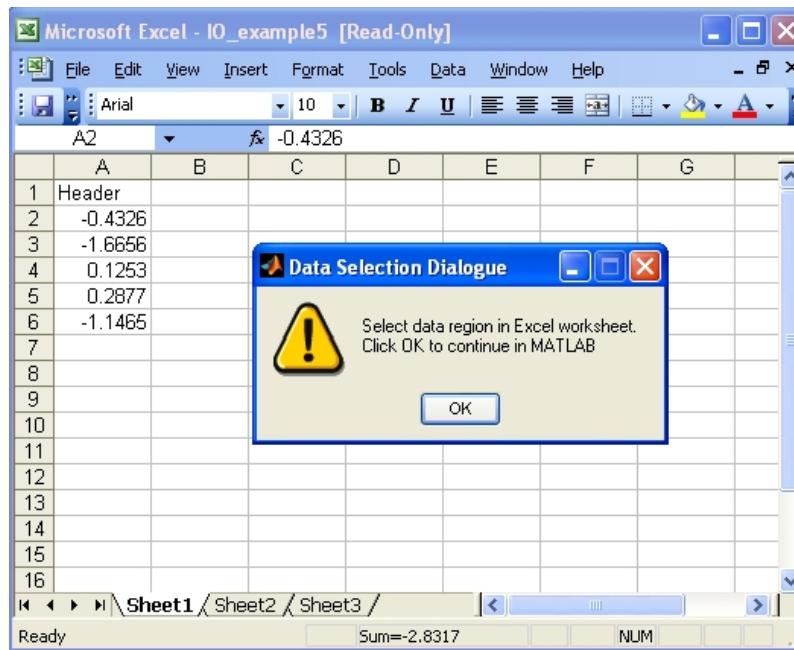 Microsoft Excel - IO_example5 [Read-Only]
File Edit View Insert Format Tools Data Window Help
Arial 10 B I U A
A2 fx -0.4326
A B C D E F G
1 Header
2 -0.4326
3 -1.6656
4 0.1253
5 0.2877
6 -1.1465
7
8
9
10
11
12
13
14
15
16
Data Selection Dialogue
Select data region in Excel worksheet.
Click OK to continue in MATLAB
OK
Sheet1 Sheet2 Sheet3
Ready Sum=-2.8317 NUM